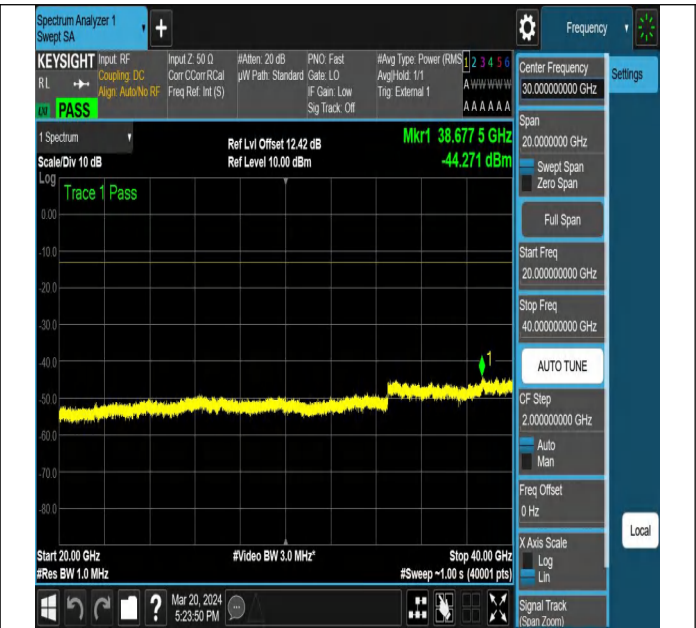 Spectrum Analyzer 1
Swept SA
+
Frequency
KEYSIGHT
Input: RF
Coupling: DC
Align: Auto/No RF
Input Z: 50 Ω
Corr CCorr RCal
Freq Ref: Int (S)
#Atten: 20 dB
µW Path: Standard
PNO: Fast
Gate: LO
IF Gain: Low
Sig Track: Off
#Avg Type: Power (RMS
Avg|Hold: 1/1
Trig: External 1
1 2 3 4 5 6
A W W W W W
A A A A A A
RL
PASS
1 Spectrum
Scale/Div 10 dB
Ref Lvl Offset 12.42 dB
Ref Level 10.00 dBm
Mkr1 38.677 5 GHz
-44.271 dBm
Log
Trace 1 Pass
0.00
-10.0
-20.0
-30.0
-40.0
-50.0
-60.0
-70.0
-80.0
1
Start 20.00 GHz
#Res BW 1.0 MHz
#Video BW 3.0 MHz*
Stop 40.00 GHz
#Sweep ~1.00 s (40001 pts)
?
Mar 20, 2024
5:23:50 PM
Center Frequency
30.000000000 GHz
Settings
Span
20.0000000 GHz
Swept Span
Zero Span
Full Span
Start Freq
20.000000000 GHz
Stop Freq
40.000000000 GHz
AUTO TUNE
CF Step
2.000000000 GHz
Auto
Man
Freq Offset
0 Hz
X Axis Scale
Log
Lin
Local
Signal Track
(Span Zoom)